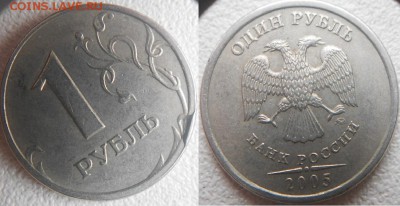 COINS.LAVE.RU
1
РУБЛЬ
ОДИН РУБЛЬ
БАНК РОССИИ
2005